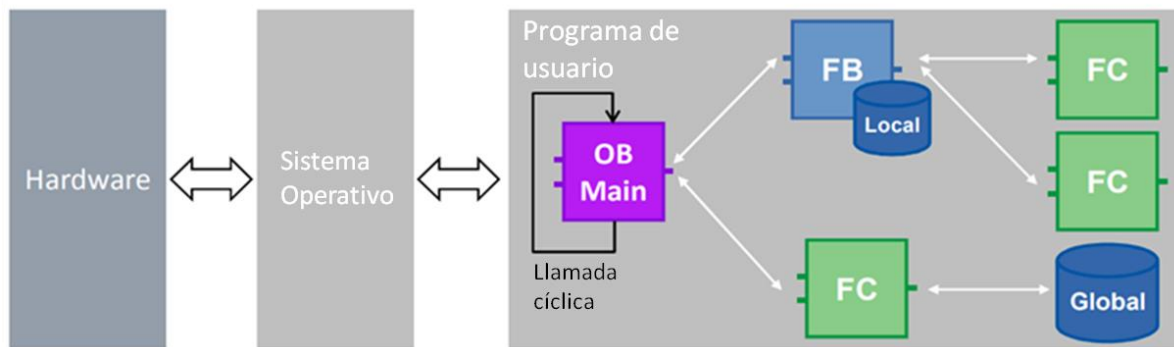 Hardware
Sistema
Operativo
Programa de
usuario
OB
Main
Llamada
cíclica
FB
Local
FC
FC
FC
Global